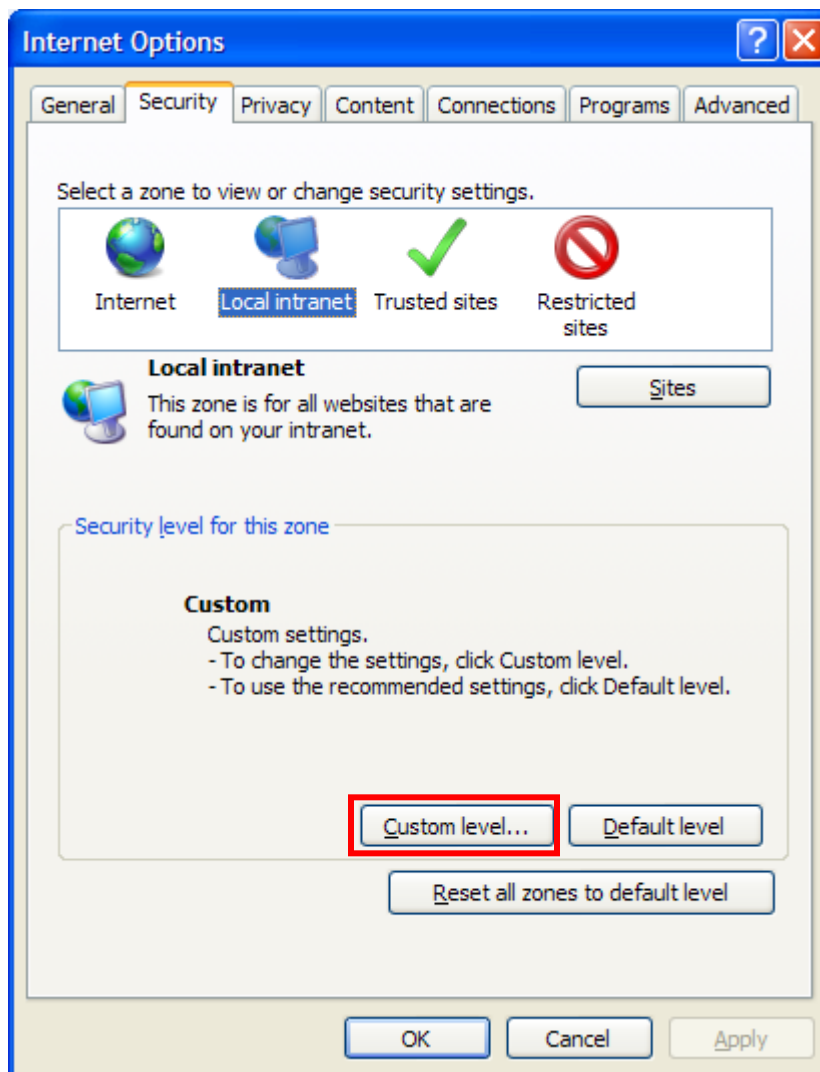 Internet Options
General Security Privacy Content Connections Programs Advanced
Select a zone to view or change security settings.
Internet Local intranet Trusted sites Restricted
sites
Local intranet
Sites
This zone is for all websites that are
found on your intranet.
Security level for this zone
Custom
Custom settings.
- To change the settings, click Custom level.
- To use the recommended settings, click Default level.
Custom level... Default level
Reset all zones to default level
OK Cancel Apply